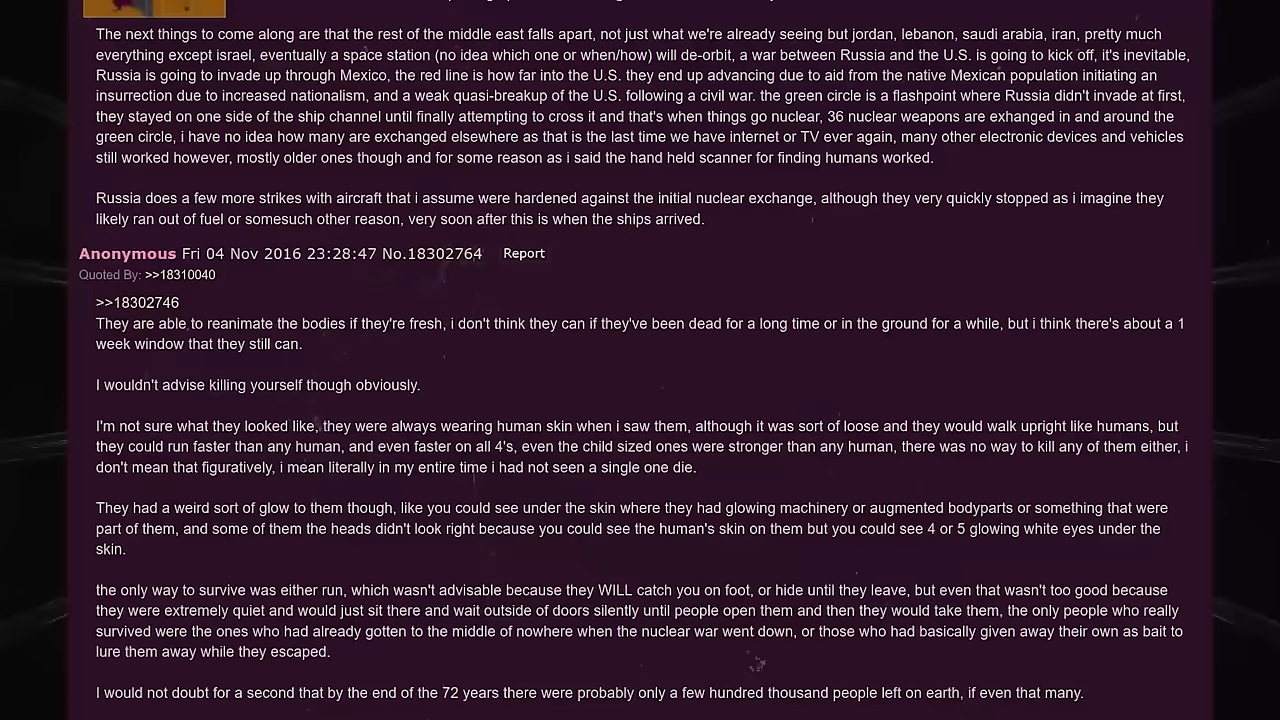 The next things to come along are that the rest of the middle east falls apart, not just what we're already seeing but jordan, lebanon, saudi arabia, iran, pretty much
everything except israel, eventually a space station (no idea which one or when/how) will de-orbit, a war between Russia and the U.S. is going to kick off, it's inevitable,
Russia is going to invade up through Mexico, the red line is how far into the U.S. they end up advancing due to aid from the native Mexican population initiating an
insurrection due to increased nationalism, and a weak quasi-breakup of the U.S. following a civil war. the green circle is a flashpoint where Russia didn't invade at first,
they stayed on one side of the ship channel until finally attempting to cross it and that's when things go nuclear, 36 nuclear weapons are exhanged in and around the
green circle, i have no idea how many are exchanged elsewhere as that is the last time we have internet or TV ever again, many other electronic devices and vehicles
still worked however, mostly older ones though and for some reason as i said the hand held scanner for finding humans worked.
Russia does a few more strikes with aircraft that i assume were hardened against the initial nuclear exchange, although they very quickly stopped as i imagine they
likely ran out of fuel or somesuch other reason, very soon after this is when the ships arrived.
Anonymous Fri 04 Nov 2016 23:28:47 No.18302764 Report
Quoted By: >>18310040
>>18302746
They are able to reanimate the bodies if they're fresh, i don't think they can if they've been dead for a long time or in the ground for a while, but i think there's about a 1
week window that they still can.
I wouldn't advise killing yourself though obviously.
I'm not sure what they looked like, they were always wearing human skin when i saw them, although it was sort of loose and they would walk upright like humans, but
they could run faster than any human, and even faster on all 4's, even the child sized ones were stronger than any human, there was no way to kill any of them either, i
don't mean that figuratively, i mean literally in my entire time i had not seen a single one die.
They had a weird sort of glow to them though, like you could see under the skin where they had glowing machinery or augmented bodyparts or something that were
part of them, and some of them the heads didn't look right because you could see the human's skin on them but you could see 4 or 5 glowing white eyes under the
skin.
the only way to survive was either run, which wasn't advisable because they WILL catch you on foot, or hide until they leave, but even that wasn't too good because
they were extremely quiet and would just sit there and wait outside of doors silently until people open them and then they would take them, the only people who really
survived were the ones who had already gotten to the middle of nowhere when the nuclear war went down, or those who had basically given away their own as bait to
lure them away while they escaped.
I would not doubt for a second that by the end of the 72 years there were probably only a few hundred thousand people left on earth, if even that many.